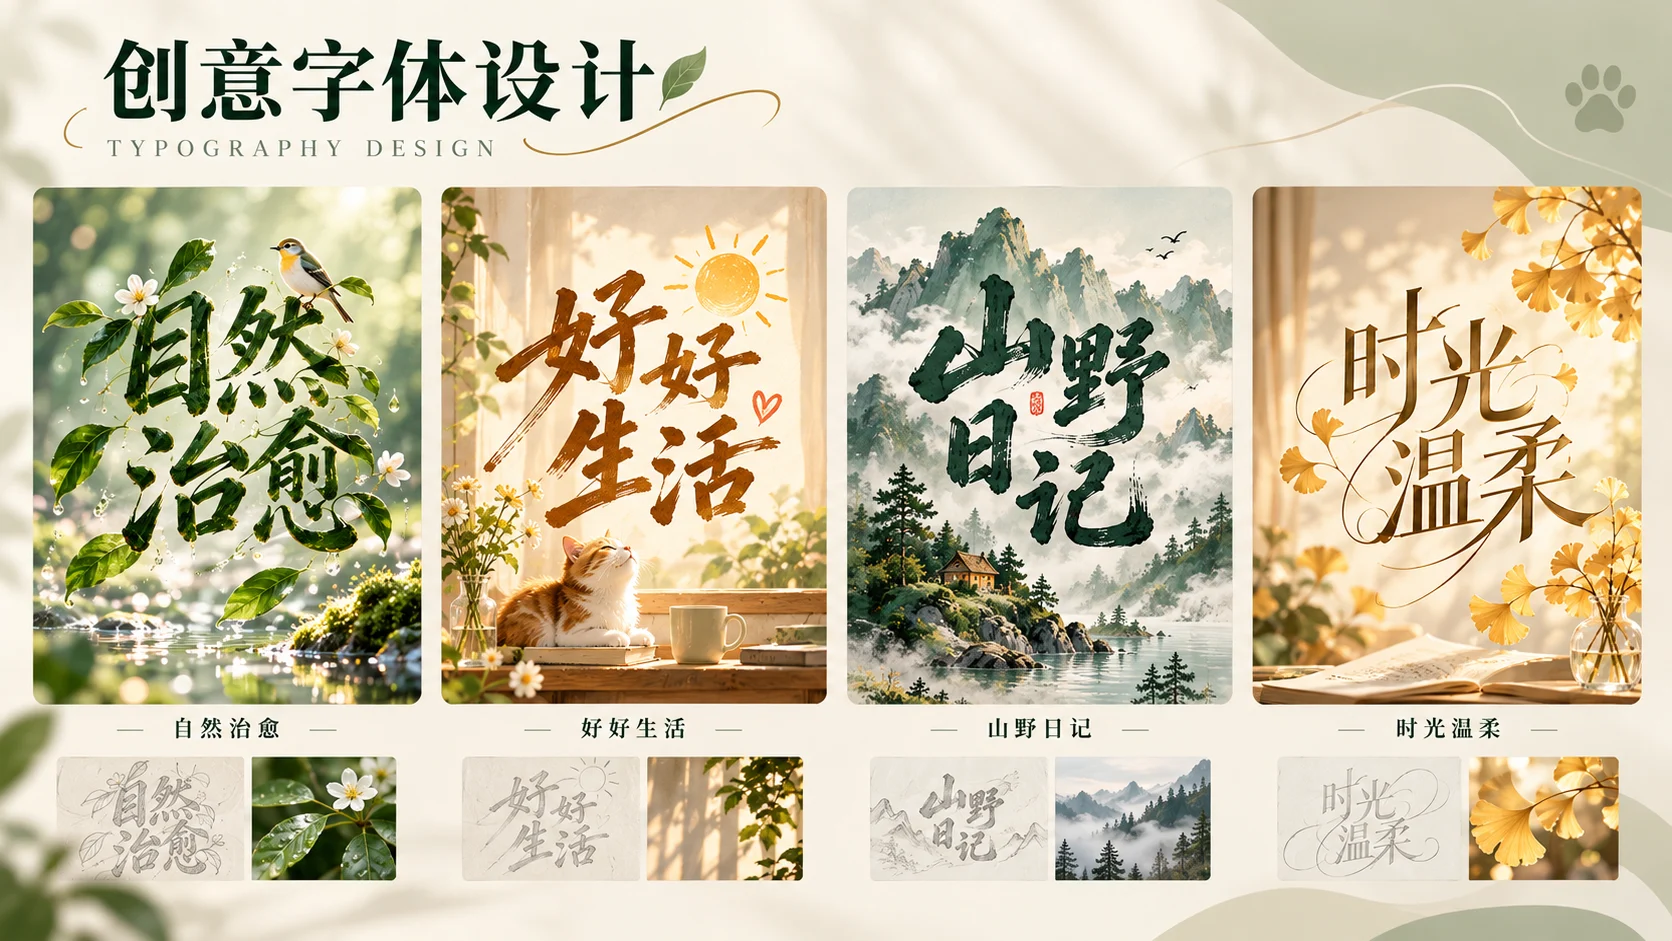 创意字体设计
TYPOGRAPHY DESIGN
自然
治愈
好好
生活
山野
日记
时光
温柔
自然治愈
好好生活
山野日记
时光温柔
自然
治愈
好好
生活
山野
日记
时光
温柔